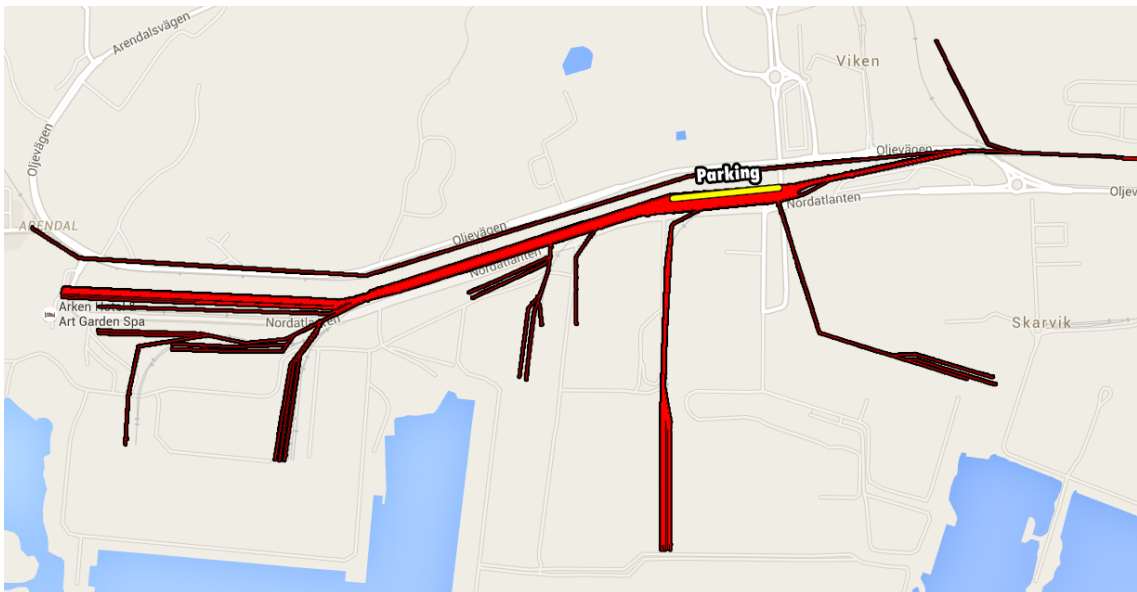 Arendalsvägen
Viken
Oljevägen
Oljevägen
Parking
Oljev
Nordatlanten
ARENDAL
Oljevägen
Nordatlanten
Arken Hotel &
Art Garden Spa
Nordatlanten
Skarvik